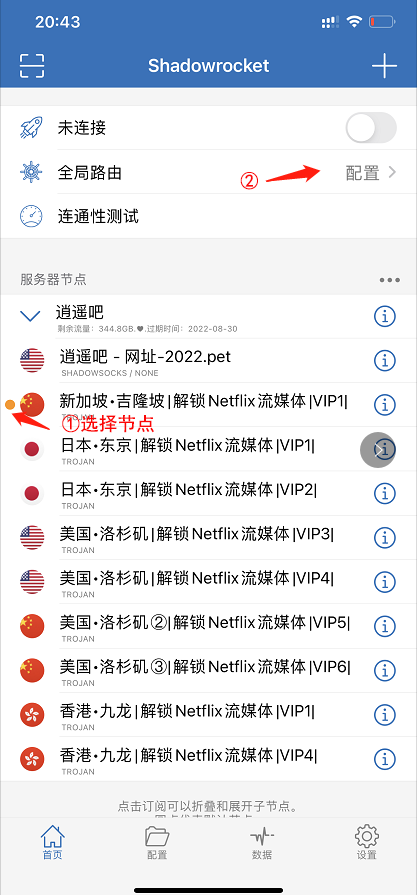 20:43
Shadowrocket
未连接
全局路由
② 配置
连通性测试
服务器节点
逍遥吧
剩余流量：344.8GB.♥.过期时间：2022-08-30
逍遥吧 - 网址-2022.pet
SHADOWSOCKS / NONE
新加坡•吉隆坡|解锁Netflix流媒体|VIP1|
TROJAN
①选择节点
日本•东京|解锁Netflix流媒体|VIP1|
TROJAN
日本•东京|解锁Netflix流媒体|VIP2|
TROJAN
美国•洛杉矶|解锁Netflix流媒体|VIP3|
TROJAN
美国•洛杉矶|解锁Netflix流媒体|VIP4|
TROJAN
美国•洛杉矶②|解锁Netflix流媒体|VIP5|
TROJAN
美国•洛杉矶③|解锁Netflix流媒体|VIP6|
TROJAN
香港•九龙|解锁Netflix流媒体|VIP1|
TROJAN
香港•九龙|解锁Netflix流媒体|VIP4|
TROJAN
点击订阅可以折叠和展开子节点。
首页 配置 数据 设置